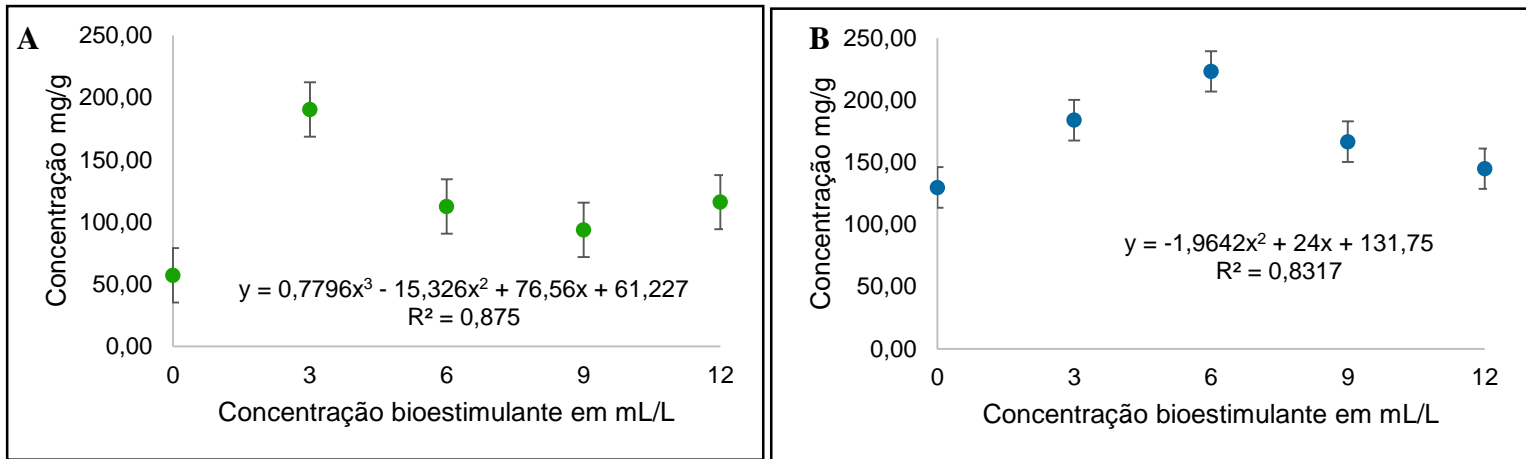 A
Concentração mg/g
250,00
200,00
150,00
100,00
50,00
0,00
y = 0,7796x³ - 15,326x² + 76,56x + 61,227
R² = 0,875
0 3 6 9 12
Concentração bioestimulante em mL/L
B
Concentração mg/g
250,00
200,00
150,00
100,00
50,00
0,00
y = -1,9642x² + 24x + 131,75
R² = 0,8317
0 3 6 9 12
Concentração bioestimulante em mL/L